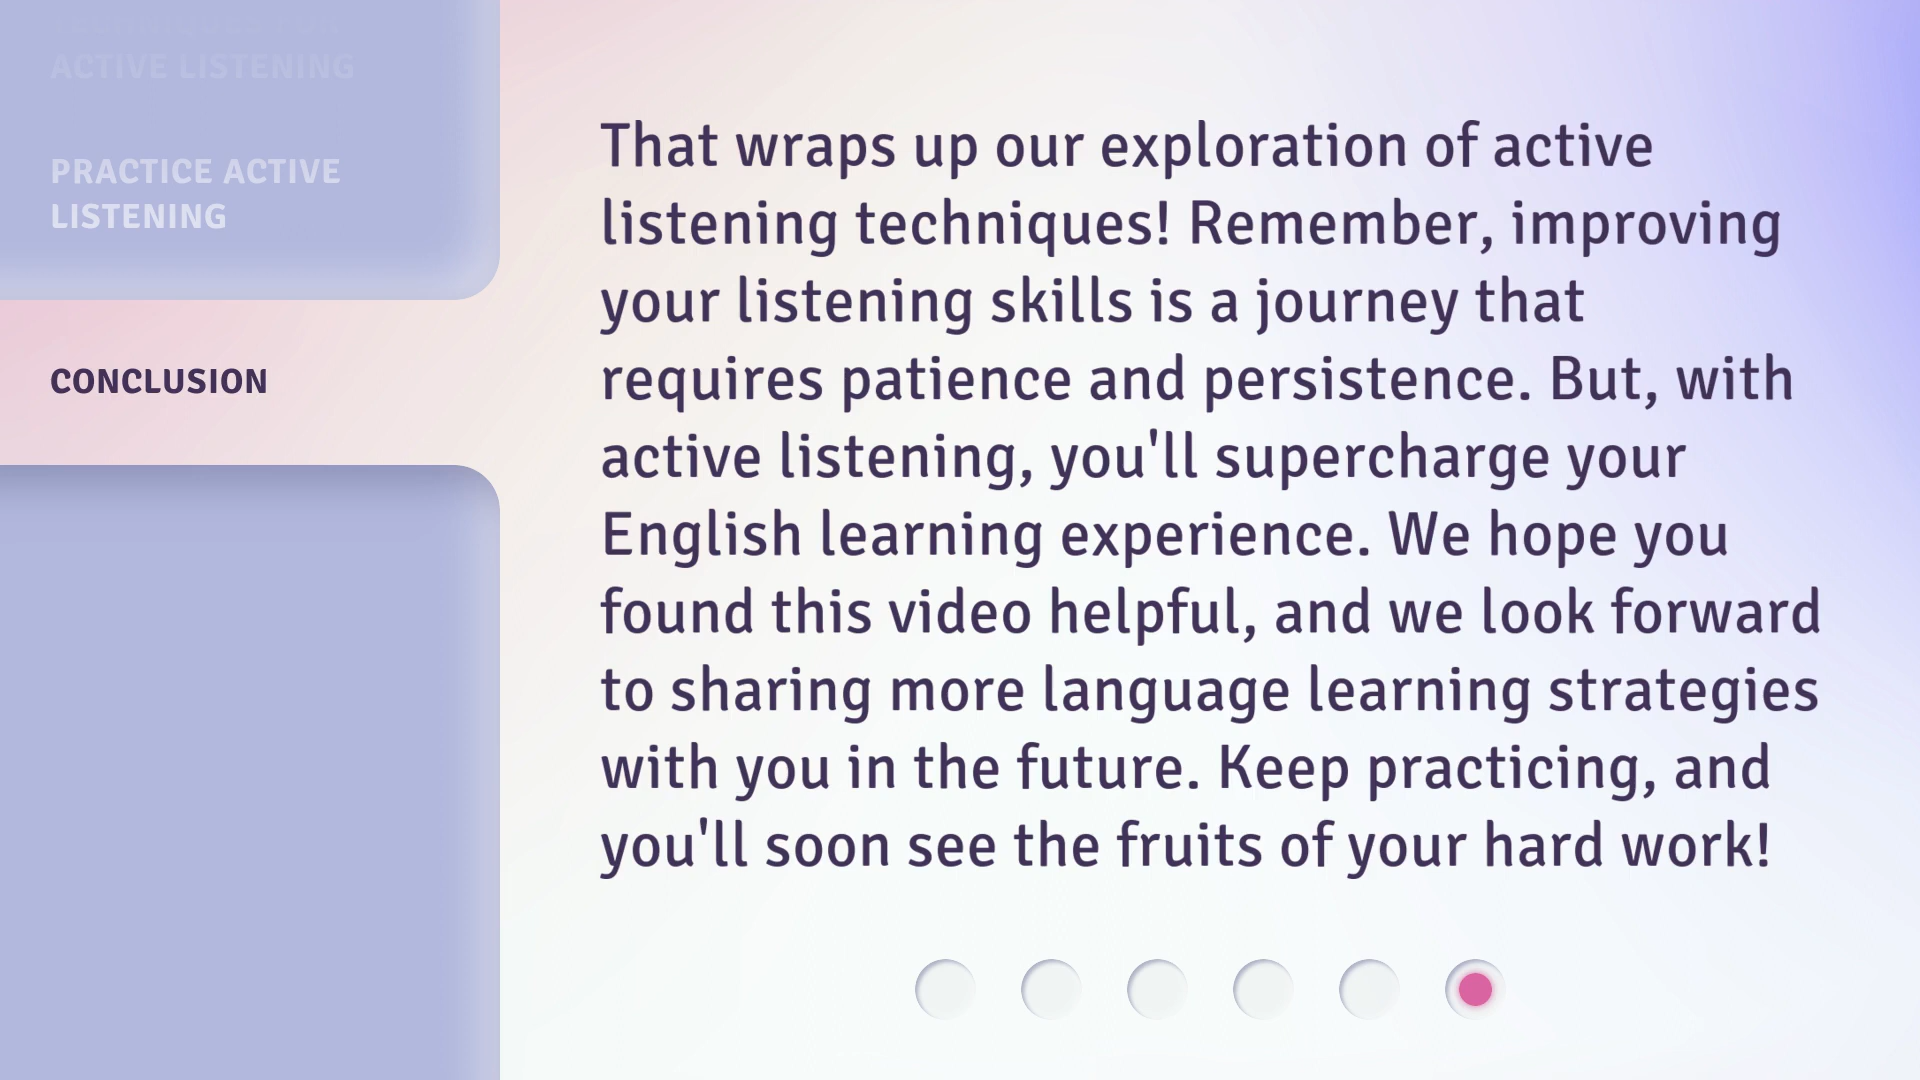 TECHNIQUES FOR
ACTIVE LISTENING
PRACTICE ACTIVE
LISTENING
CONCLUSION
That wraps up our exploration of active
listening techniques! Remember, improving
your listening skills is a journey that
requires patience and persistence. But, with
active listening, you'll supercharge your
English learning experience. We hope you
found this video helpful, and we look forward
to sharing more language learning strategies
with you in the future. Keep practicing, and
you'll soon see the fruits of your hard work!